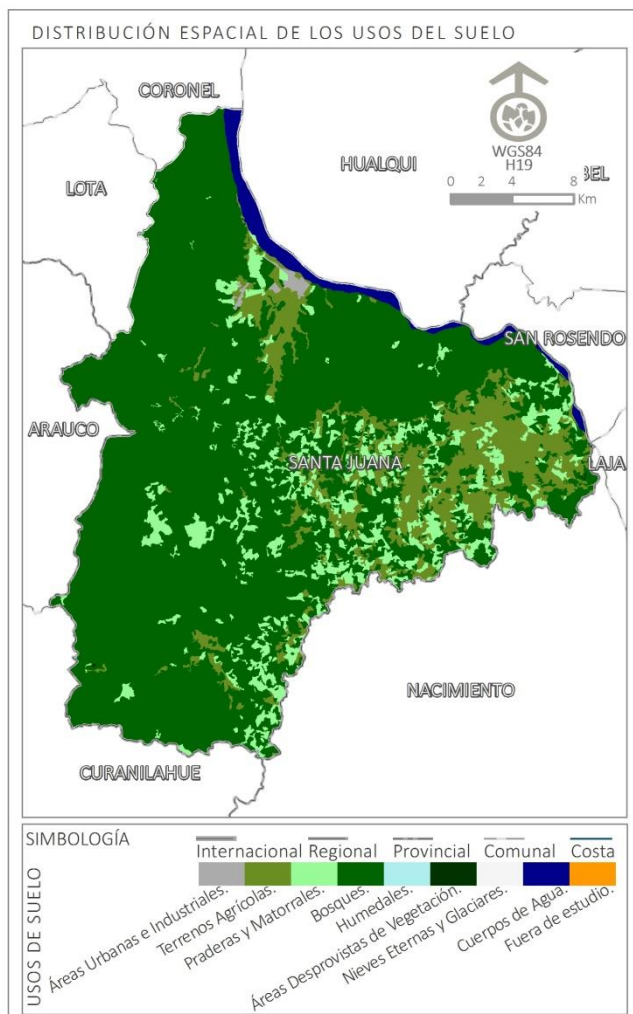 DISTRIBUCIÓN ESPACIAL DE LOS USOS DEL SUELO
CORONEL
WGS84
H19
HUALQUI
BEL
LOTA
0 2 4 8
Km
SAN ROSENDO
ARAUCO
SANTA JUANA
LAJA
NACIMIENTO
CURANILAHUE
SIMBOLOGÍA
Internacional Regional Provincial Comunal Costa
USOS DE SUELO
Áreas Urbanas e Industriales.
Terrenos Agrícolas.
Praderas y Matorrales.
Bosques.
Humedales.
Áreas Desprovistas de Vegetación.
Nieves Eternas y Glaciares.
Cuerpos de Agua.
Fuera de estudio.